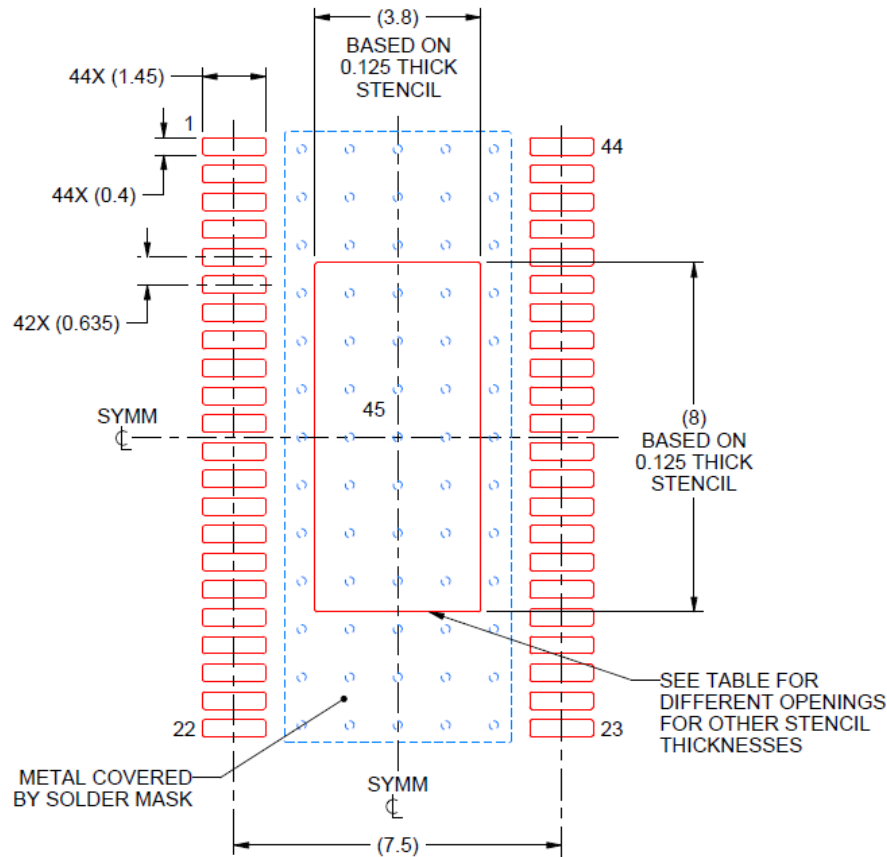 (3.8)
BASED ON
0.125 THICK
STENCIL
44X (1.45)
1
44
44X (0.4)
42X (0.635)
45
SYMM
℄
(8)
BASED ON
0.125 THICK
STENCIL
SEE TABLE FOR
DIFFERENT OPENINGS
FOR OTHER STENCIL
THICKNESSES
22
23
METAL COVERED
BY SOLDER MASK
SYMM
℄
(7.5)